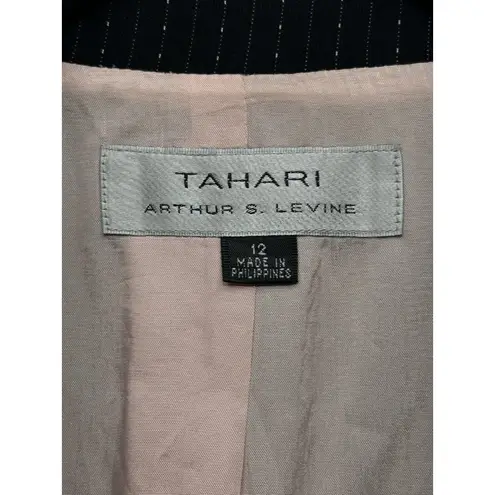 TAHARI
ARTHUR S. LEVINE
12
MADE IN
PHILIPPINES